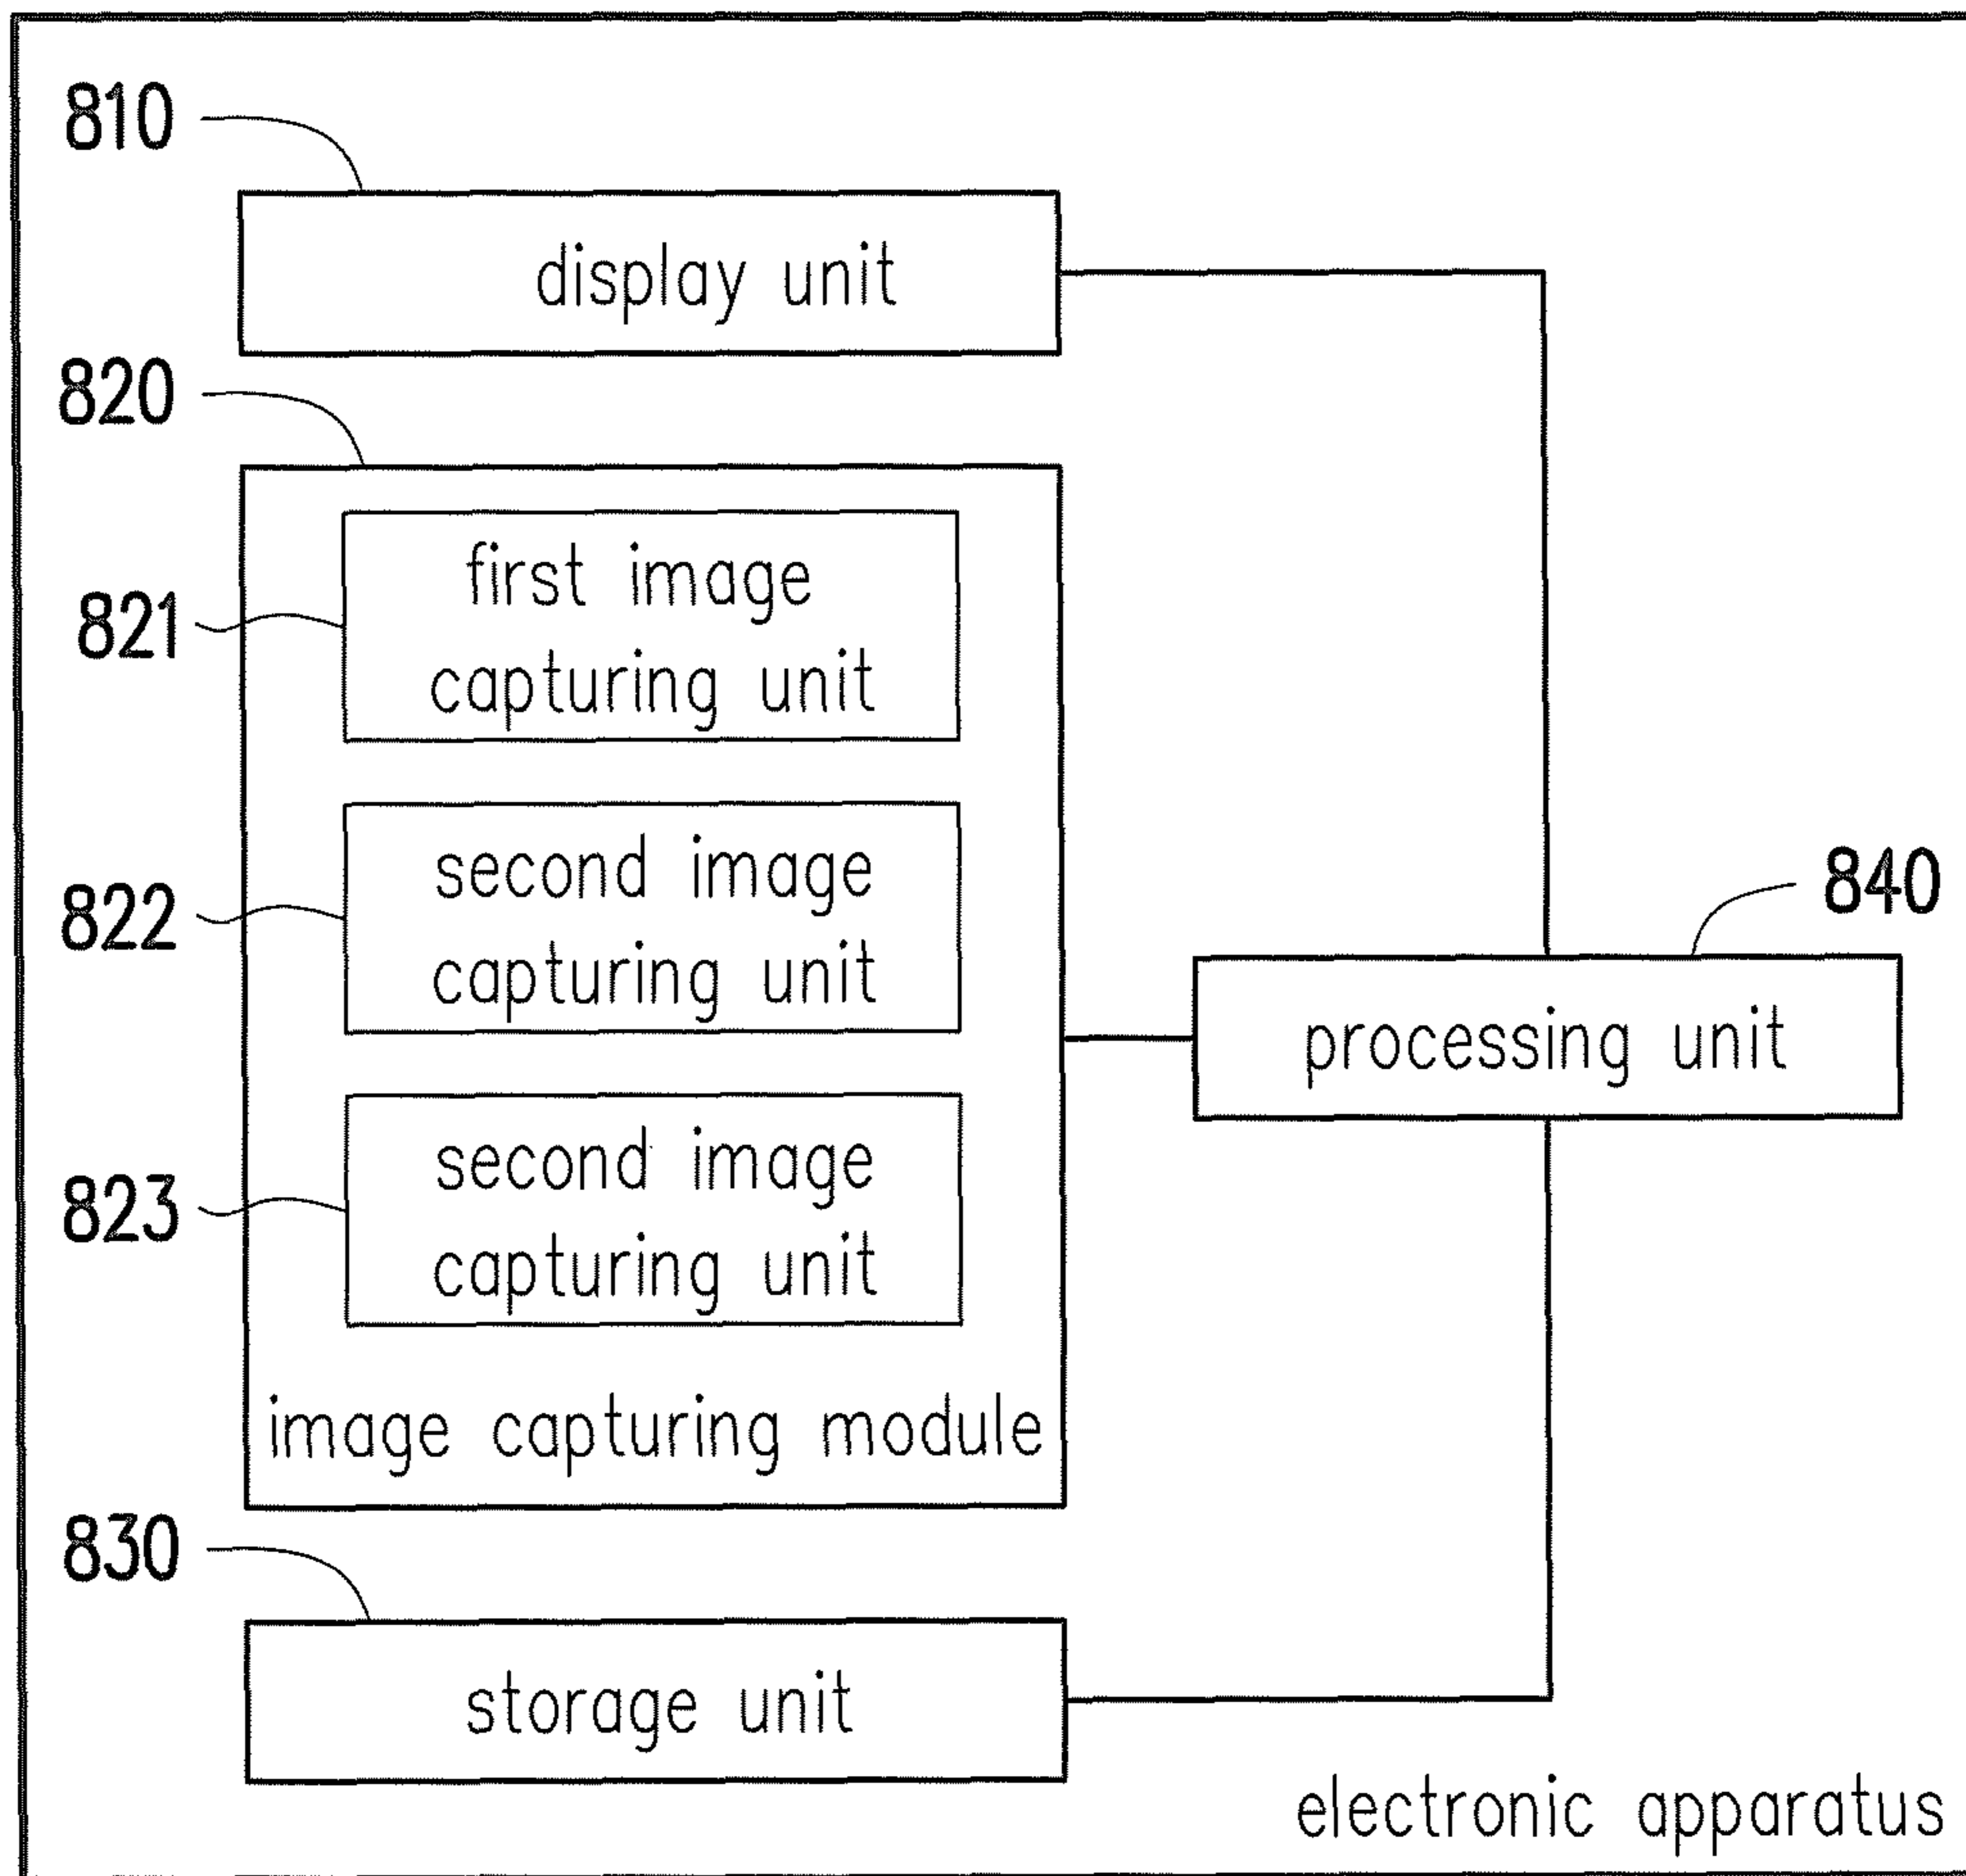 810
display unit
820
first image
capturing unit
821
second image
capturing unit
822
840
processing unit
second image
capturing unit
823
image capturing module
830
storage unit
electronic apparatus